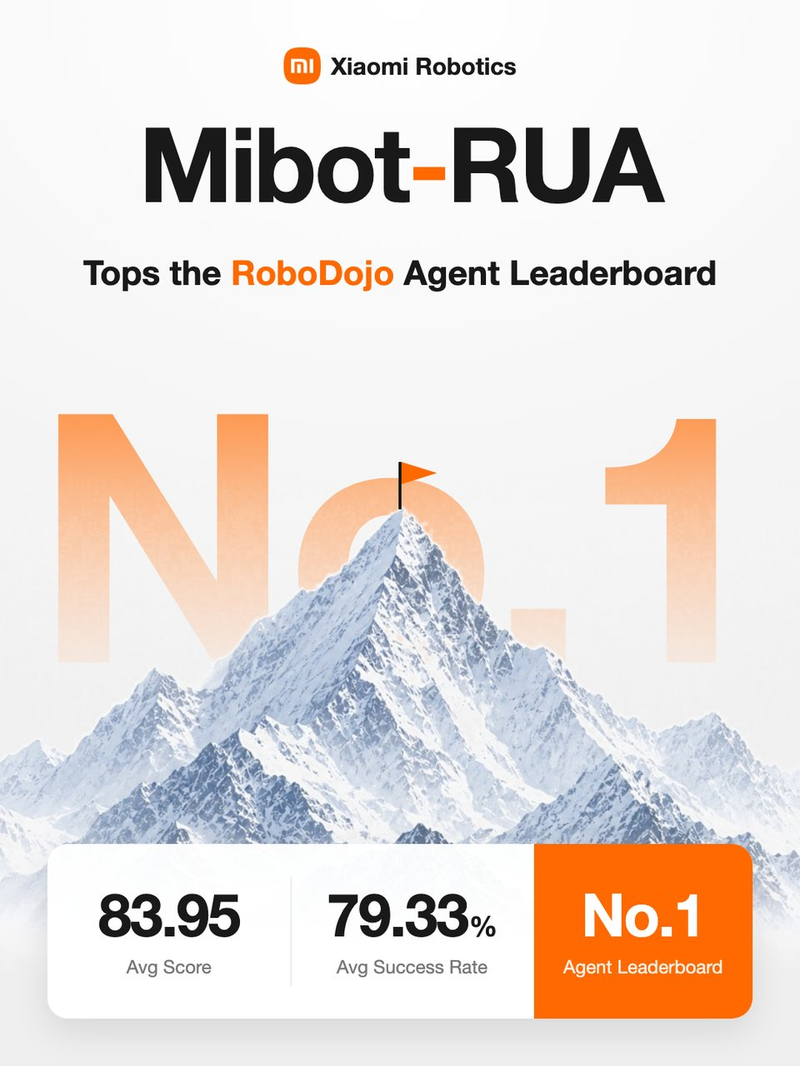 Xiaomi Robotics
Mibot-RUA
Tops the RoboDojo Agent Leaderboard
No.1
83.95
Avg Score
79.33%
Avg Success Rate
No.1
Agent Leaderboard